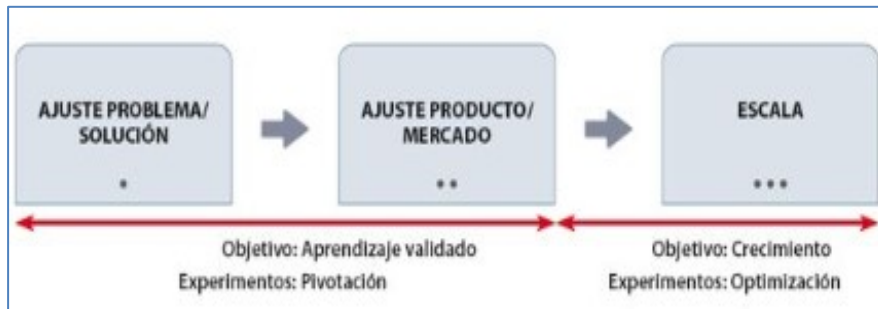 AJUSTE PROBLEMA/
SOLUCIÓN
AJUSTE PRODUCTO/
MERCADO
ESCALA
Objetivo: Aprendizaje validado
Experimentos: Pivotación
Objetivo: Crecimiento
Experimentos: Optimización